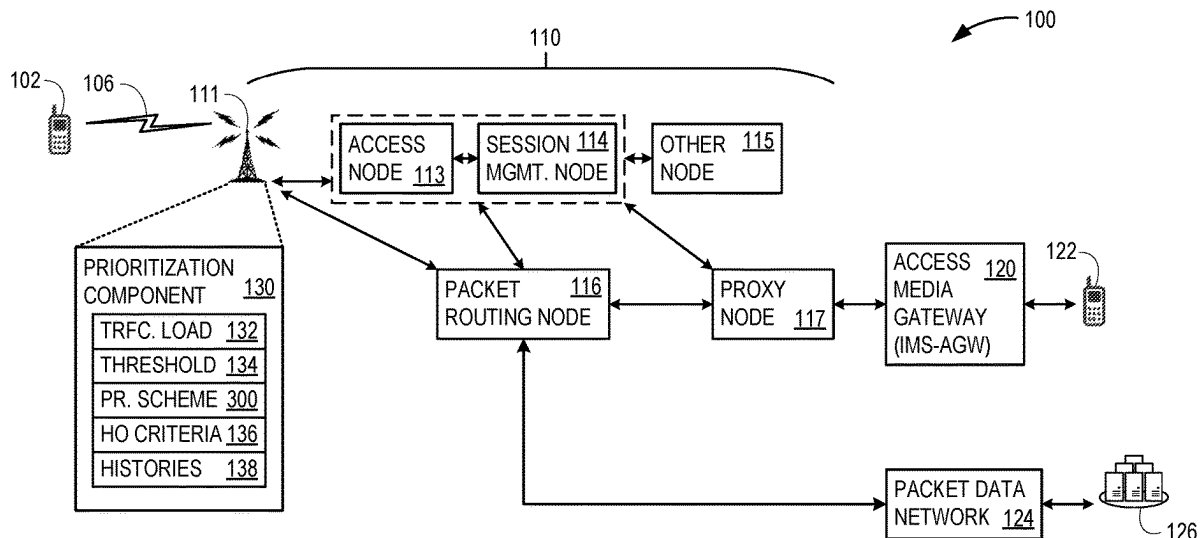 100
110
102
106
111
ACCESS
NODE 113
SESSION 114
MGMT. NODE
OTHER 115
NODE
PRIORITIZATION
COMPONENT 130
TRFC. LOAD 132
THRESHOLD 134
PR. SCHEME 300
HO CRITERIA 136
HISTORIES 138
PACKET 116
ROUTING NODE
PROXY
NODE 117
ACCESS
MEDIA 120
GATEWAY
(IMS-AGW)
122
PACKET DATA
NETWORK 124
126